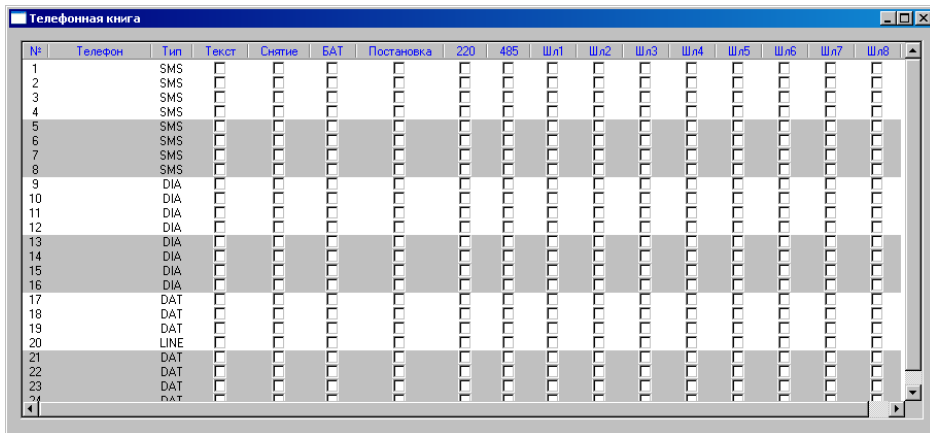 Телефонная книга
№ Телефон Тип Текст Снятие БАТ Постановка 220 485 Шл1 Шл2 Шл3 Шл4 Шл5 Шл6 Шл7 Шл8
1 SMS
2 SMS
3 SMS
4 SMS
5 SMS
6 SMS
7 SMS
8 SMS
9 DIA
10 DIA
11 DIA
12 DIA
13 DIA
14 DIA
15 DIA
16 DIA
17 DAT
18 DAT
19 DAT
20 LINE
21 DAT
22 DAT
23 DAT
24 DAT